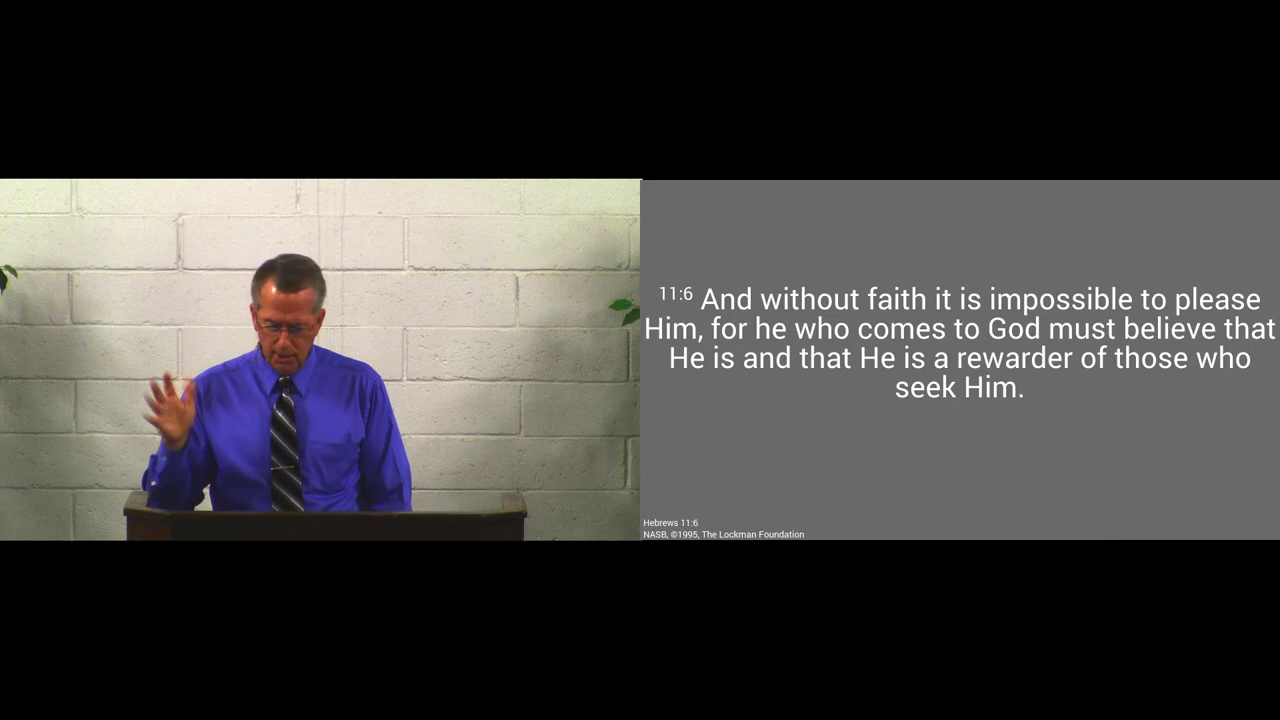 11:6 And without faith it is impossible to please
Him, for he who comes to God must believe that
He is and that He is a rewarder of those who
seek Him.
Hebrews 11:6
NASB, ©1995, The Lockman Foundation